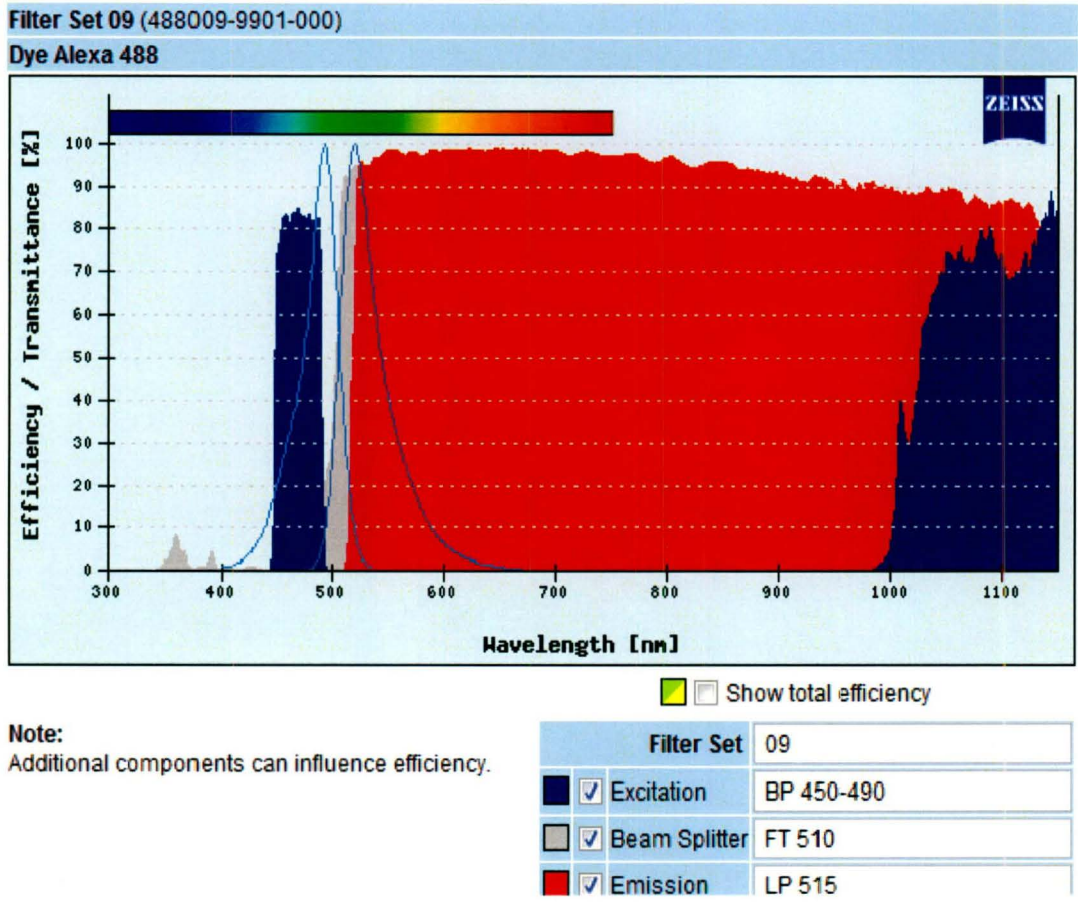 Filter Set 09 (488009-9901-000)
Dye Alexa 488
ZEISS
Efficiency / Transmittance [%]
100
90
80
70
60
50
40
30
20
10
0
300 400 500 600 700 800 900 1000 1100
Wavelength [nm]
Show total efficiency
Note:
Additional components can influence efficiency.
Filter Set 09
Excitation BP 450-490
Beam Splitter FT 510
Emission LP 515